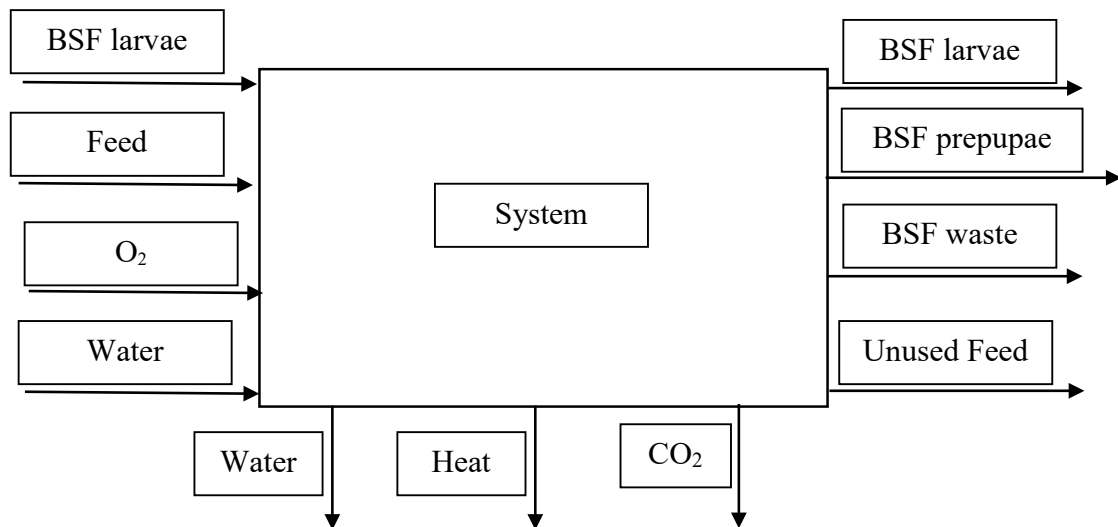 BSF larvae
Feed
O₂
Water
System
BSF larvae
BSF prepupae
BSF waste
Unused Feed
Water
Heat
CO₂